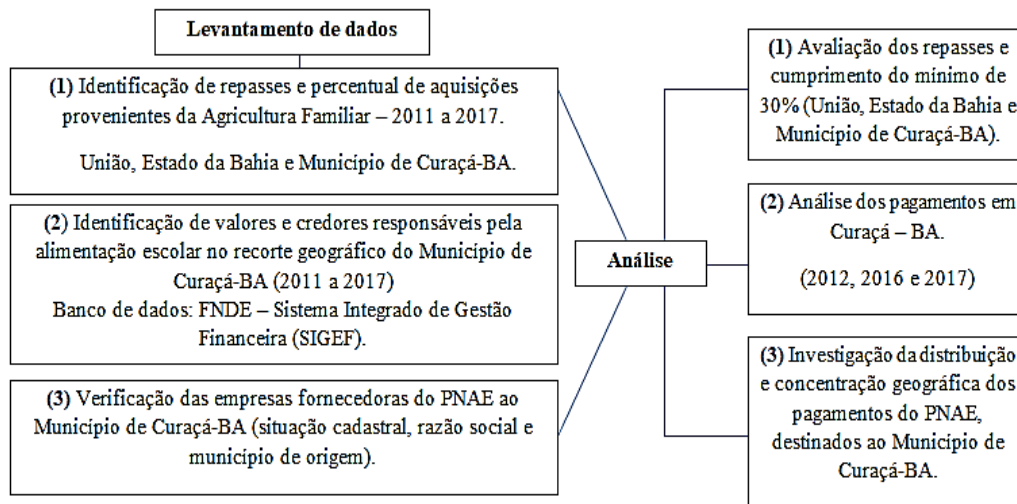 Levantamento de dados
(1) Identificação de repasses e percentual de aquisições
provenientes da Agricultura Familiar – 2011 a 2017.
União, Estado da Bahia e Município de Curaçá-BA.
(2) Identificação de valores e credores responsáveis pela
alimentação escolar no recorte geográfico do Município de
Curaçá-BA (2011 a 2017)
Banco de dados: FNDE – Sistema Integrado de Gestão
Financeira (SIGEF).
(3) Verificação das empresas fornecedoras do PNAE ao
Município de Curaçá-BA (situação cadastral, razão social e
município de origem).
Análise
(1) Avaliação dos repasses e
cumprimento do mínimo de
30% (União, Estado da Bahia e
Município de Curaçá-BA).
(2) Análise dos pagamentos em
Curaçá – BA.
(2012, 2016 e 2017)
(3) Investigação da distribuição
e concentração geográfica dos
pagamentos do PNAE,
destinados ao Município de
Curaçá-BA.